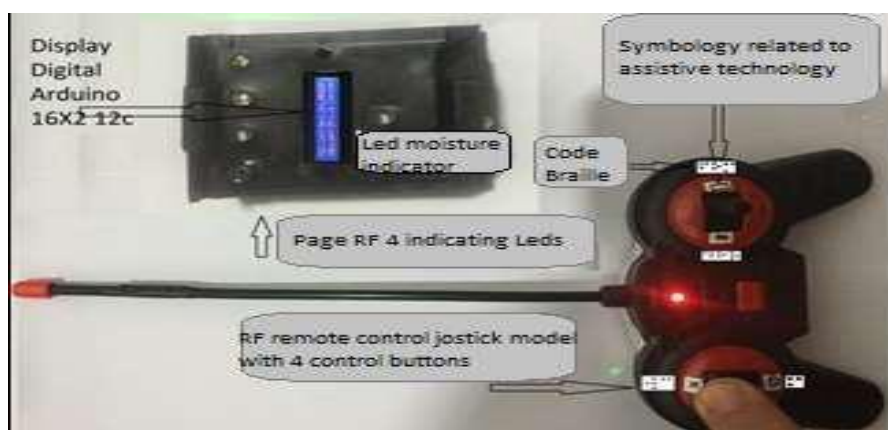 Display
Digital
Arduino
16X2 12c
Symbology related to
assistive technology
Led moisture
indicator
Code
Braille
Page RF 4 indicating Leds
RF remote control jostick model
with 4 control buttons